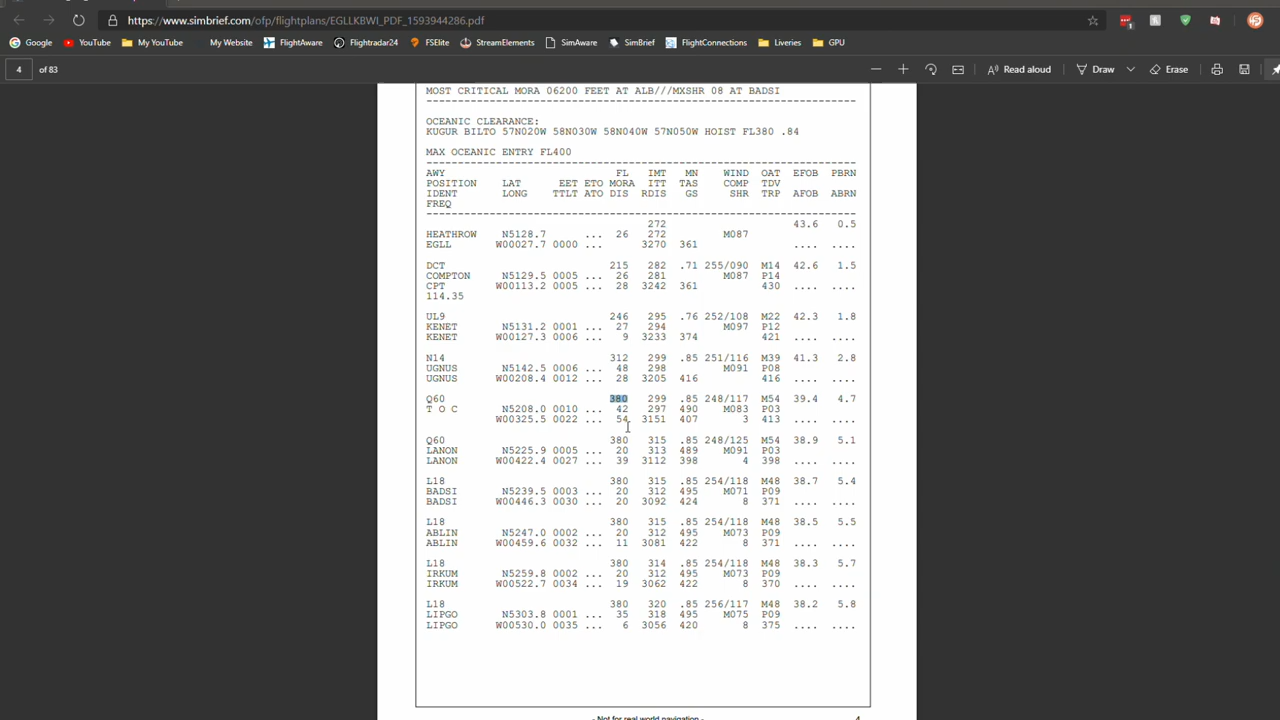 https://www.simbrief.com/ofp/flightplans/EGLLKBWI_PDF_1593944286.pdf
Google YouTube My YouTube My Website FlightAware Flightradar24 FSElite StreamElements SimAware SimBrief FlightConnections Liveries GPU
4 of 83 Read aloud Draw Erase
MOST CRITICAL MORA 06200 FEET AT ALB///MXSHR 08 AT BADSI
OCEANIC CLEARANCE:
KUGUR BILTO 57N020W 58N030W 58N040W 57N050W HOIST FL380 .84
MAX OCEANIC ENTRY FL400
AWY FL IMT MN WIND OAT EFOB PBRN
POSITION LAT EET ETO MORA ITT TAS COMP TDV
IDENT LONG TTLT ATO DIS RDIS GS SHR TRP AFOB ABRN
FREQ
272 43.6 0.5
HEATHROW N5128.7 ... 26 272 M087
EGLL W00027.7 0000 ... 3270 361 .... ....
DCT 215 282 .71 255/090 M14 42.6 1.5
COMPTON N5129.5 0005 ... 26 281 M087 P14
CPT W00113.2 0005 ... 28 3242 361 430 .... ....
114.35
UL9 246 295 .76 252/108 M22 42.3 1.8
KENET N5131.2 0001 ... 27 294 M097 P12
KENET W00127.3 0006 ... 9 3233 374 421 .... ....
N14 312 299 .85 251/116 M39 41.3 2.8
UGNUS N5142.5 0006 ... 48 298 M091 P08
UGNUS W00208.4 0012 ... 28 3205 416 416 .... ....
Q60 380 299 .85 248/117 M54 39.4 4.7
T O C N5208.0 0010 ... 42 297 490 M083 P03
W00325.5 0022 ... 54 3151 407 3 413 .... ....
Q60 380 315 .85 248/125 M54 38.9 5.1
LANON N5225.9 0005 ... 20 313 489 M091 P03
LANON W00422.4 0027 ... 39 3112 398 4 398 .... ....
L18 380 315 .85 254/118 M48 38.7 5.4
BADSI N5239.5 0003 ... 20 312 495 M071 P09
BADSI W00446.3 0030 ... 20 3092 424 8 371 .... ....
L18 380 315 .85 254/118 M48 38.5 5.5
ABLIN N5247.0 0002 ... 20 312 495 M073 P09
ABLIN W00459.6 0032 ... 11 3081 422 8 371 .... ....
L18 380 314 .85 254/118 M48 38.3 5.7
IRKUM N5259.8 0002 ... 20 312 495 M073 P09
IRKUM W00522.7 0034 ... 19 3062 422 8 370 .... ....
L18 380 320 .85 256/117 M48 38.2 5.8
LIPGO N5303.8 0001 ... 35 318 495 M075 P09
LIPGO W00530.0 0035 ... 6 3056 420 8 375 .... ....
- Not for real world navigation - 4